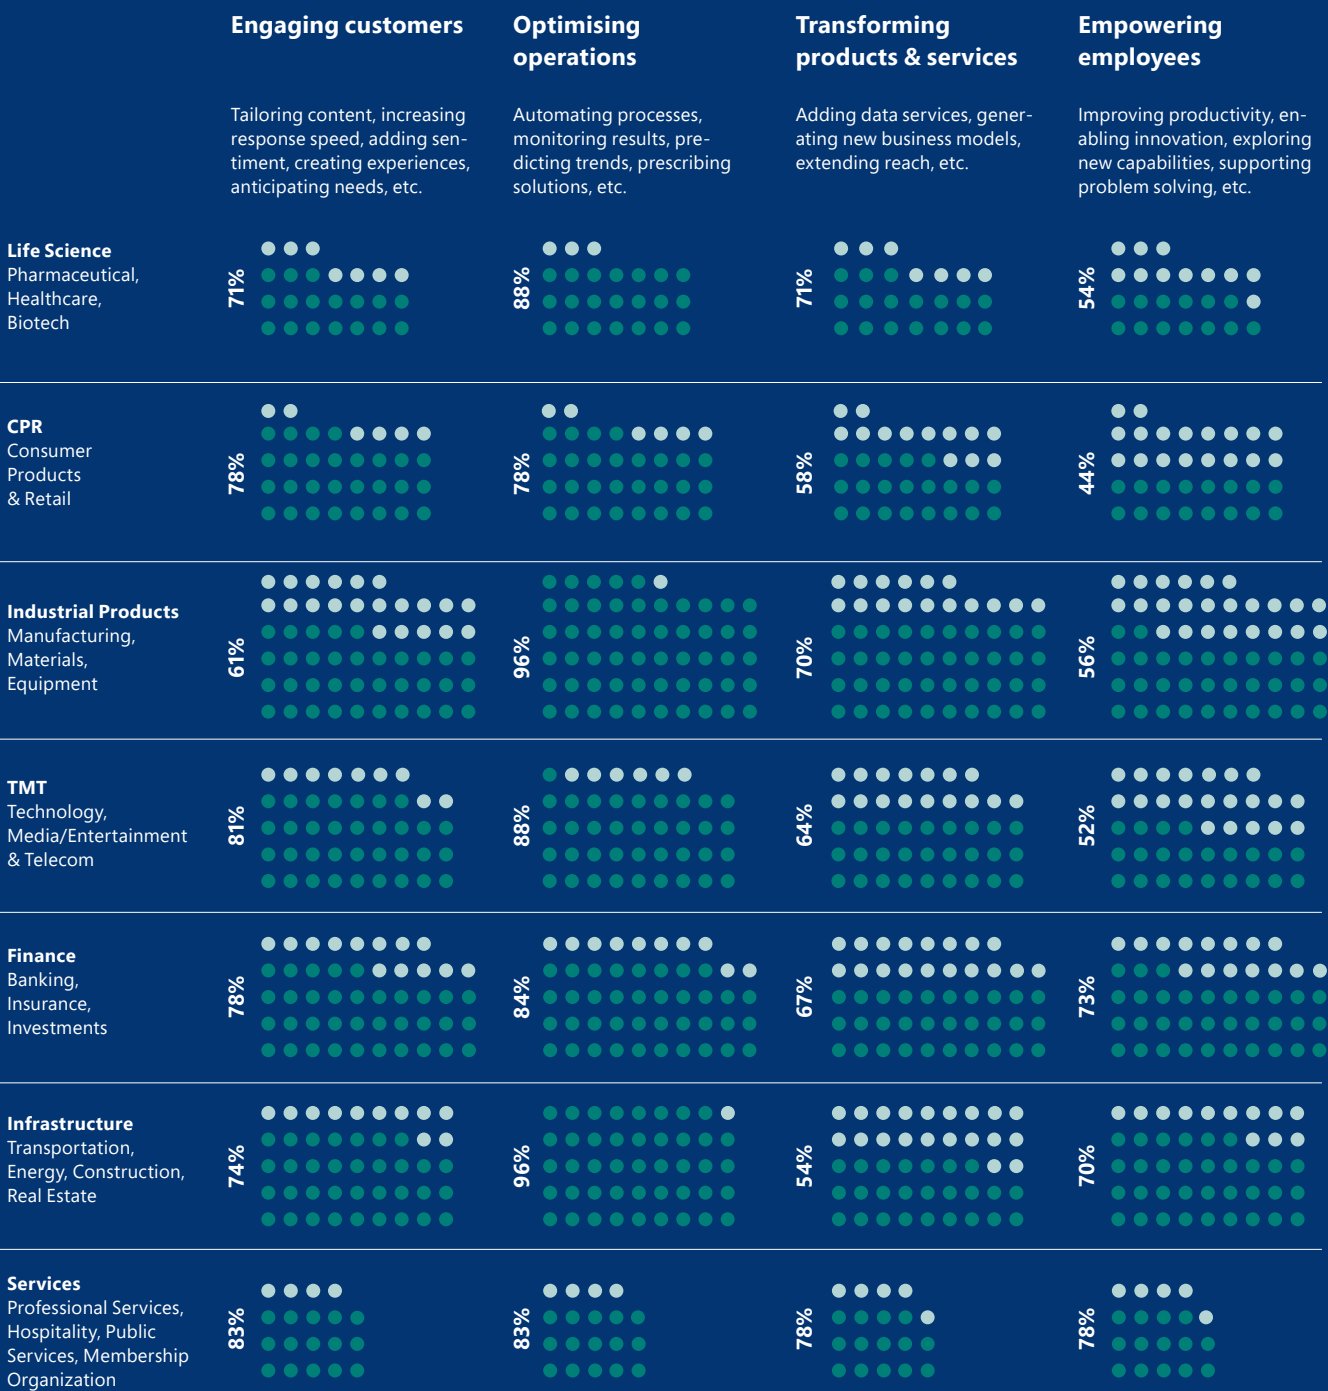 Engaging customers
Tailoring content, increasing
response speed, adding sen-
timent, creating experiences,
anticipating needs, etc.
Optimising
operations
Automating processes,
monitoring results, pre-
dicting trends, prescribing
solutions, etc.
Transforming
products & services
Adding data services, gener-
ating new business models,
extending reach, etc.
Empowering
employees
Improving productivity, en-
abling innovation, exploring
new capabilities, supporting
problem solving, etc.
Life Science
Pharmaceutical,
Healthcare,
Biotech
71%
88%
71%
54%
CPR
Consumer
Products
& Retail
78%
78%
58%
44%
Industrial Products
Manufacturing,
Materials,
Equipment
61%
96%
70%
56%
TMT
Technology,
Media/Entertainment
& Telecom
81%
88%
64%
52%
Finance
Banking,
Insurance,
Investments
78%
84%
67%
73%
Infrastructure
Transportation,
Energy, Construction,
Real Estate
74%
96%
54%
70%
Services
Professional Services,
Hospitality, Public
Services, Membership
Organization
83%
83%
78%
78%